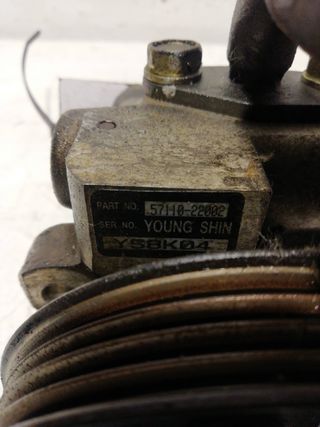 PART NO. 57110-22002
SER NO. YOUNG SHIN
YS8K04